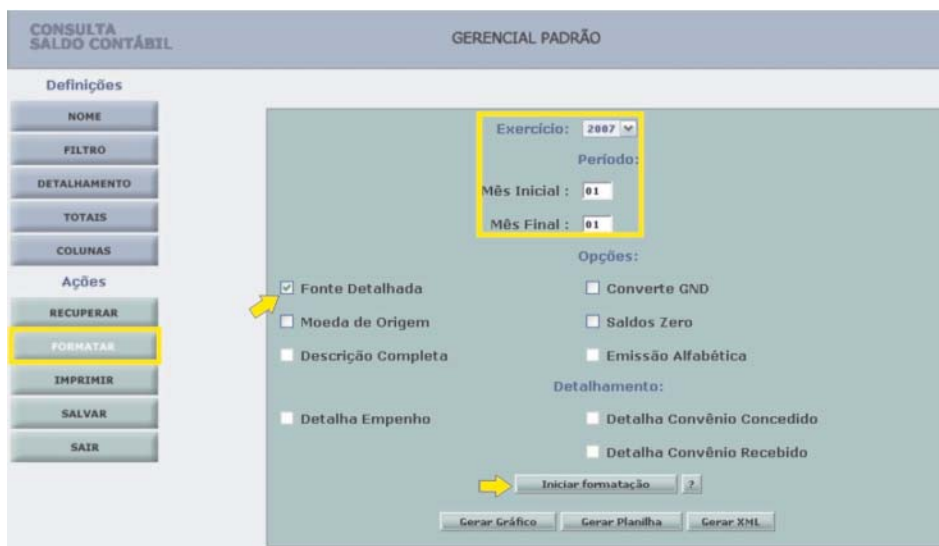 CONSULTA
SALDO CONTÁBIL
GERENCIAL PADRÃO
Definições
NOME
FILTRO
DETALHAMENTO
TOTAIS
COLUNAS
Ações
RECUPERAR
FORMATAR
IMPRIMIR
SALVAR
SAIR
Exercício: 2007
Período:
Mês Inicial : 01
Mês Final : 01
Opções:
Fonte Detalhada
Converte GND
Moeda de Origem
Saldos Zero
Descrição Completa
Emissão Alfabética
Detalhamento:
Detalha Empenho
Detalha Convênio Concedido
Detalha Convênio Recebido
Iniciar formatação ?
Gerar Gráfico Gerar Planilha Gerar XML